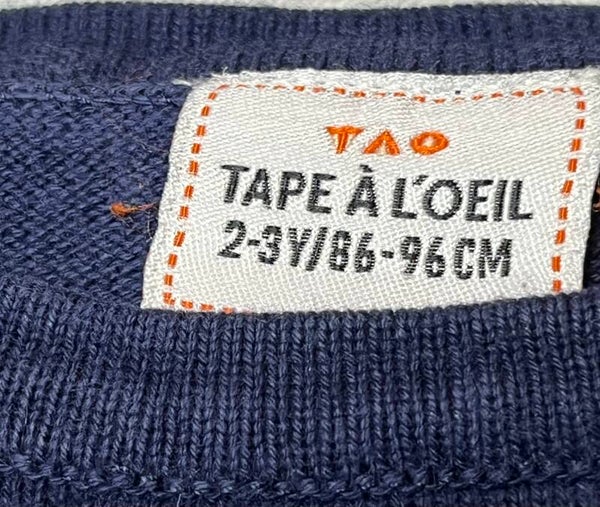 TAO
TAPE À L'OEIL
2-3Y/86-96CM